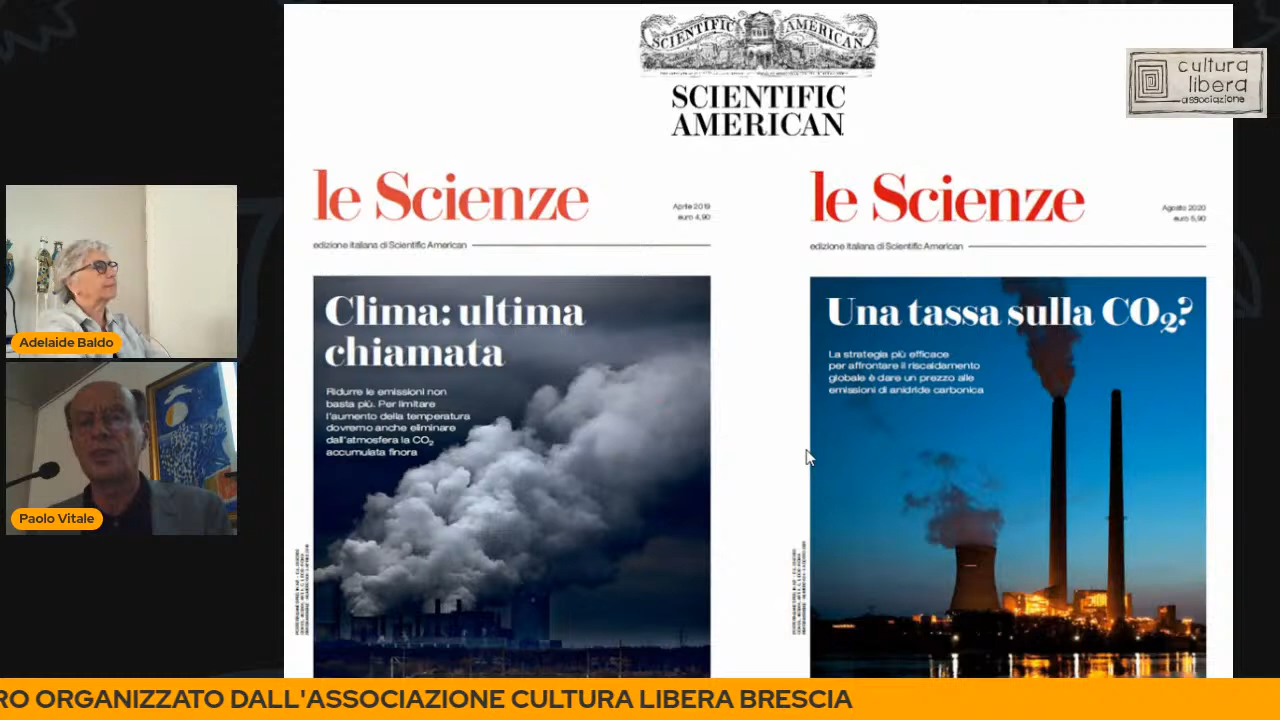 SCIENTIFIC AMERICAN
SCIENTIFIC
AMERICAN
cultura
libera
associazione
le Scienze
Aprile 2019
euro 4,90
edizione italiana di Scientific American
Clima: ultima
chiamata
Ridurre le emissioni non
basta più. Per limitare
l'aumento della temperatura
dovremo anche eliminare
dall'atmosfera la CO₂
accumulata finora
le Scienze
Agosto 2020
euro 5,90
edizione italiana di Scientific American
Una tassa sulla CO₂?
La strategia più efficace
per affrontare il riscaldamento
globale è dare un prezzo alle
emissioni di anidride carbonica
Adelaide Baldo
Paolo Vitale
RO ORGANIZZATO DALL'ASSOCIAZIONE CULTURA LIBERA BRESCIA